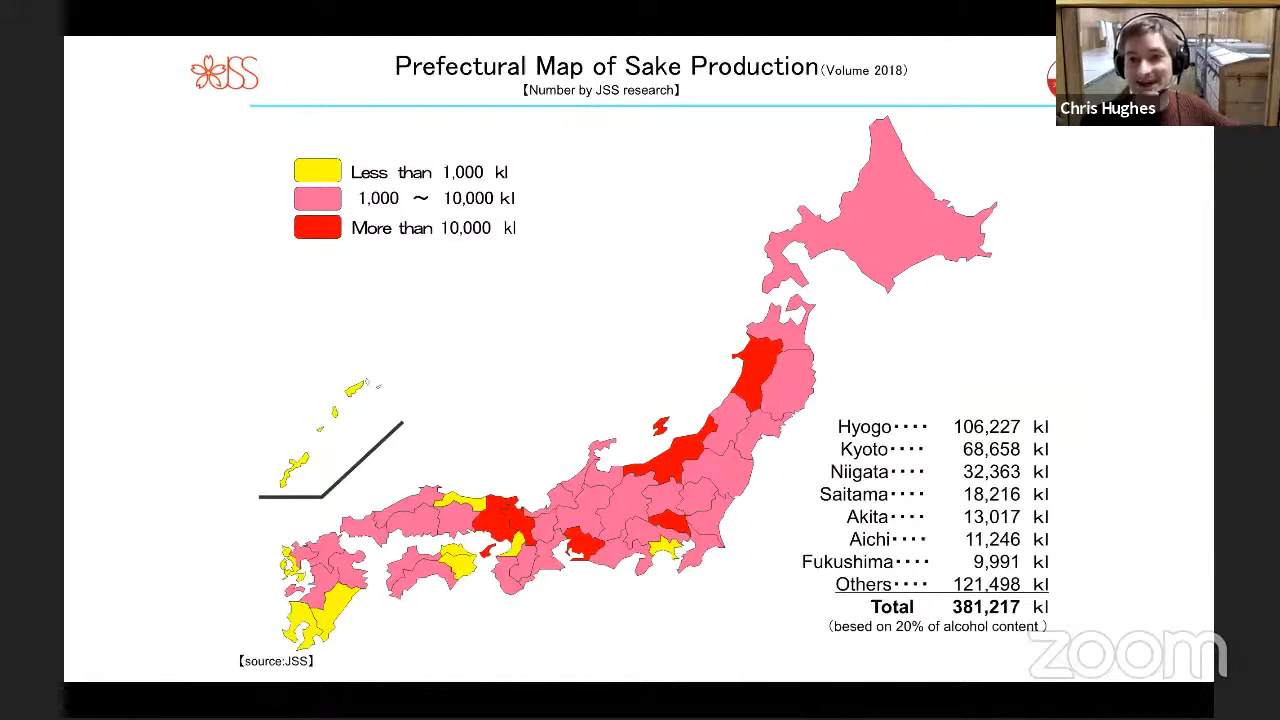 JSS
Prefectural Map of Sake Production(Volume 2018)
【Number by JSS research】
Chris Hughes
Less than 1,000 kl
1,000 ~ 10,000 kl
More than 10,000 kl
Hyogo・・・・ 106,227 kl
Kyoto・・・・ 68,658 kl
Niigata・・・・ 32,363 kl
Saitama・・・・ 18,216 kl
Akita・・・・ 13,017 kl
Aichi・・・・ 11,246 kl
Fukushima・・・・ 9,991 kl
Others・・・・ 121,498 kl
Total 381,217 kl
(besed on 20% of alcohol content )
【source:JSS】
zoom